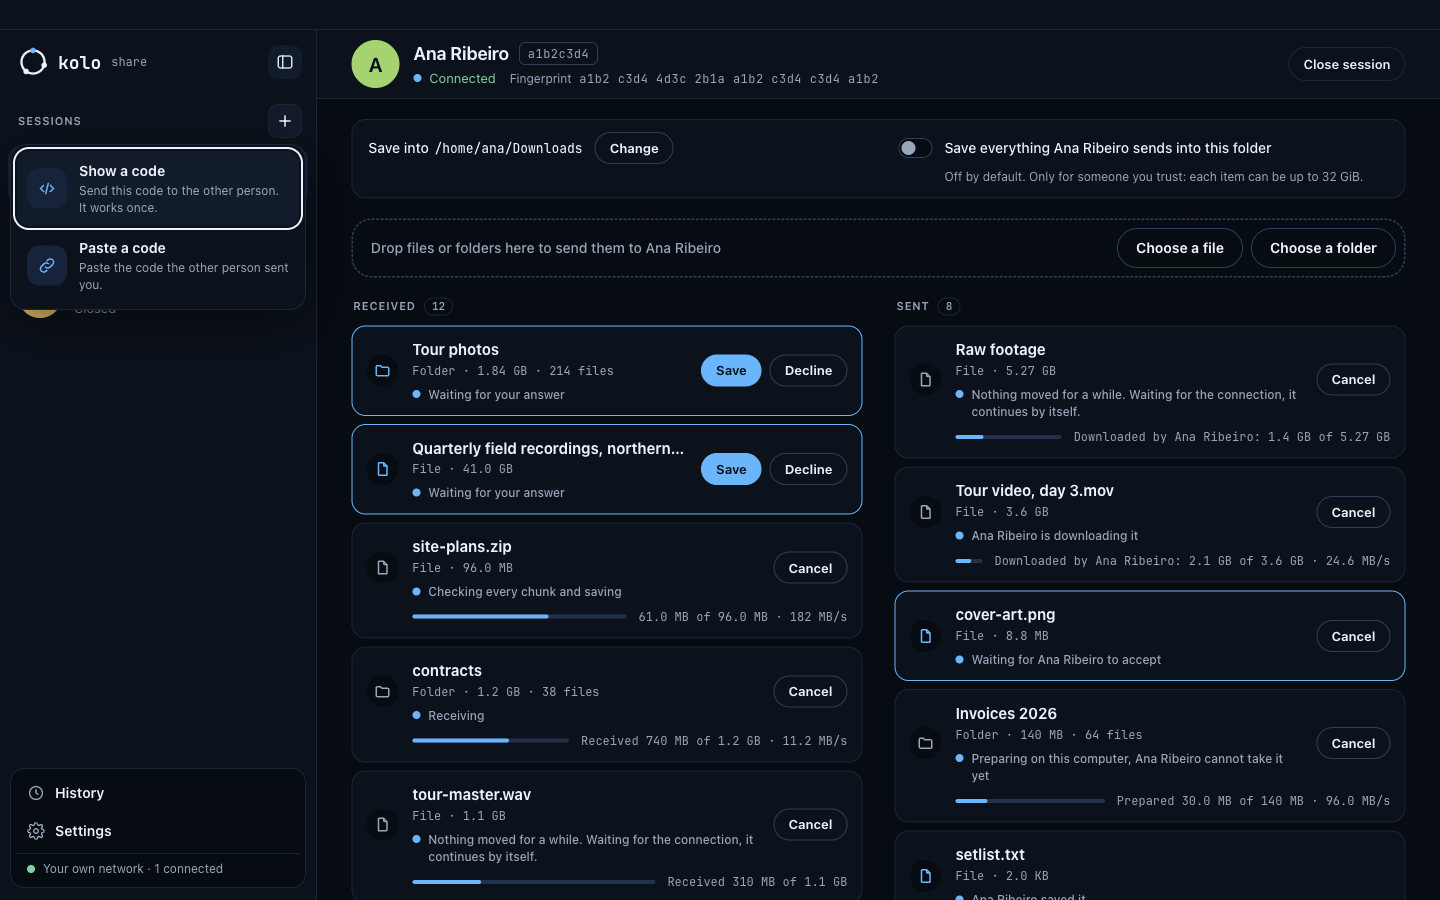 kolo share
SESSIONS
Show a code
Send this code to the other person.
It works once.
Paste a code
Paste the code the other person sent
you.
Closed
History
Settings
Your own network · 1 connected
A
Ana Ribeiro a1b2c3d4
Connected Fingerprint a1b2 c3d4 4d3c 2b1a a1b2 c3d4 c3d4 a1b2
Close session
Save into /home/ana/Downloads Change
Save everything Ana Ribeiro sends into this folder
Off by default. Only for someone you trust: each item can be up to 32 GiB.
Drop files or folders here to send them to Ana Ribeiro
Choose a file
Choose a folder
RECEIVED 12
Tour photos
Folder · 1.84 GB · 214 files
Waiting for your answer
Save
Decline
Quarterly field recordings, northern...
File · 41.0 GB
Waiting for your answer
Save
Decline
site-plans.zip
File · 96.0 MB
Checking every chunk and saving
61.0 MB of 96.0 MB · 182 MB/s
Cancel
contracts
Folder · 1.2 GB · 38 files
Receiving
Received 740 MB of 1.2 GB · 11.2 MB/s
Cancel
tour-master.wav
File · 1.1 GB
Nothing moved for a while. Waiting for the connection, it
continues by itself.
Received 310 MB of 1.1 GB
Cancel
SENT 8
Raw footage
File · 5.27 GB
Nothing moved for a while. Waiting for the connection, it
continues by itself.
Downloaded by Ana Ribeiro: 1.4 GB of 5.27 GB
Cancel
Tour video, day 3.mov
File · 3.6 GB
Ana Ribeiro is downloading it
Downloaded by Ana Ribeiro: 2.1 GB of 3.6 GB · 24.6 MB/s
Cancel
cover-art.png
File · 8.8 MB
Waiting for Ana Ribeiro to accept
Cancel
Invoices 2026
Folder · 140 MB · 64 files
Preparing on this computer, Ana Ribeiro cannot take it
yet
Prepared 30.0 MB of 140 MB · 96.0 MB/s
Cancel
setlist.txt
File · 2.0 KB
Ana Ribeiro saved it